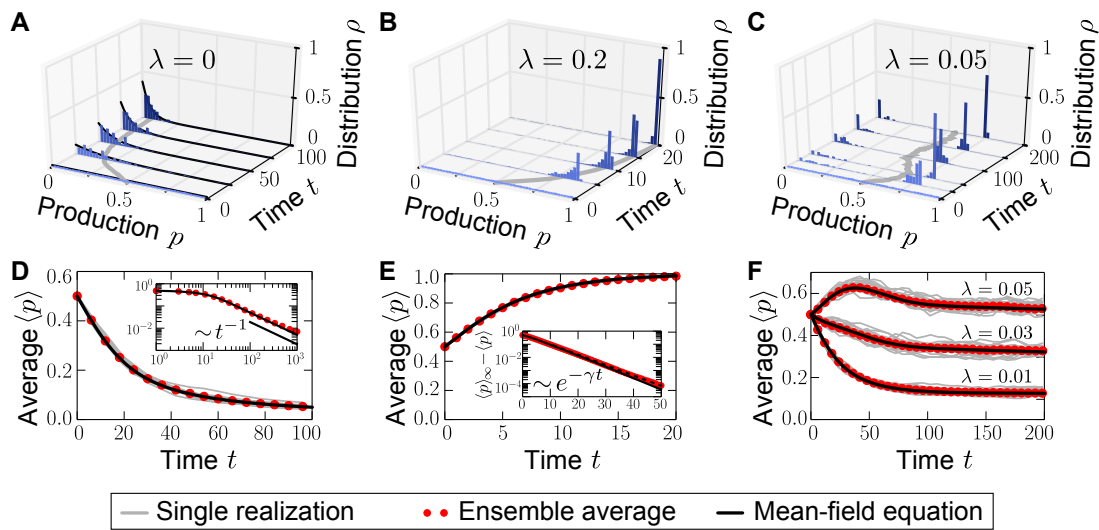 A
λ = 0
Distribution ρ
1
0.5
0
100
50
0
Time t
0
0.5
1
Production p
B
λ = 0.2
Distribution ρ
1
0.5
0
20
10
0
Time t
0
0.5
1
Production p
C
λ = 0.05
Distribution ρ
1
0.5
0
200
100
0
Time t
0
0.5
1
Production p
D
Average ⟨p⟩
0.6
0.4
0.2
0.0
0 20 40 60 80 100
Time t
10^0
10^-2
~ t^-1
10^0 10^1 10^2 10^3
E
Average ⟨p⟩
1.0
0.8
0.6
0.4
0.2
0.0
0 5 10 15 20
Time t
⟨p⟩∞ − ⟨p⟩
10^0
10^-2
10^-4
~ e^-γt
0 10 20 30 40 50
F
Average ⟨p⟩
0.6
0.4
0.2
0.0
λ = 0.05
λ = 0.03
λ = 0.01
0 50 100 150 200
Time t
Single realization Ensemble average Mean-field equation